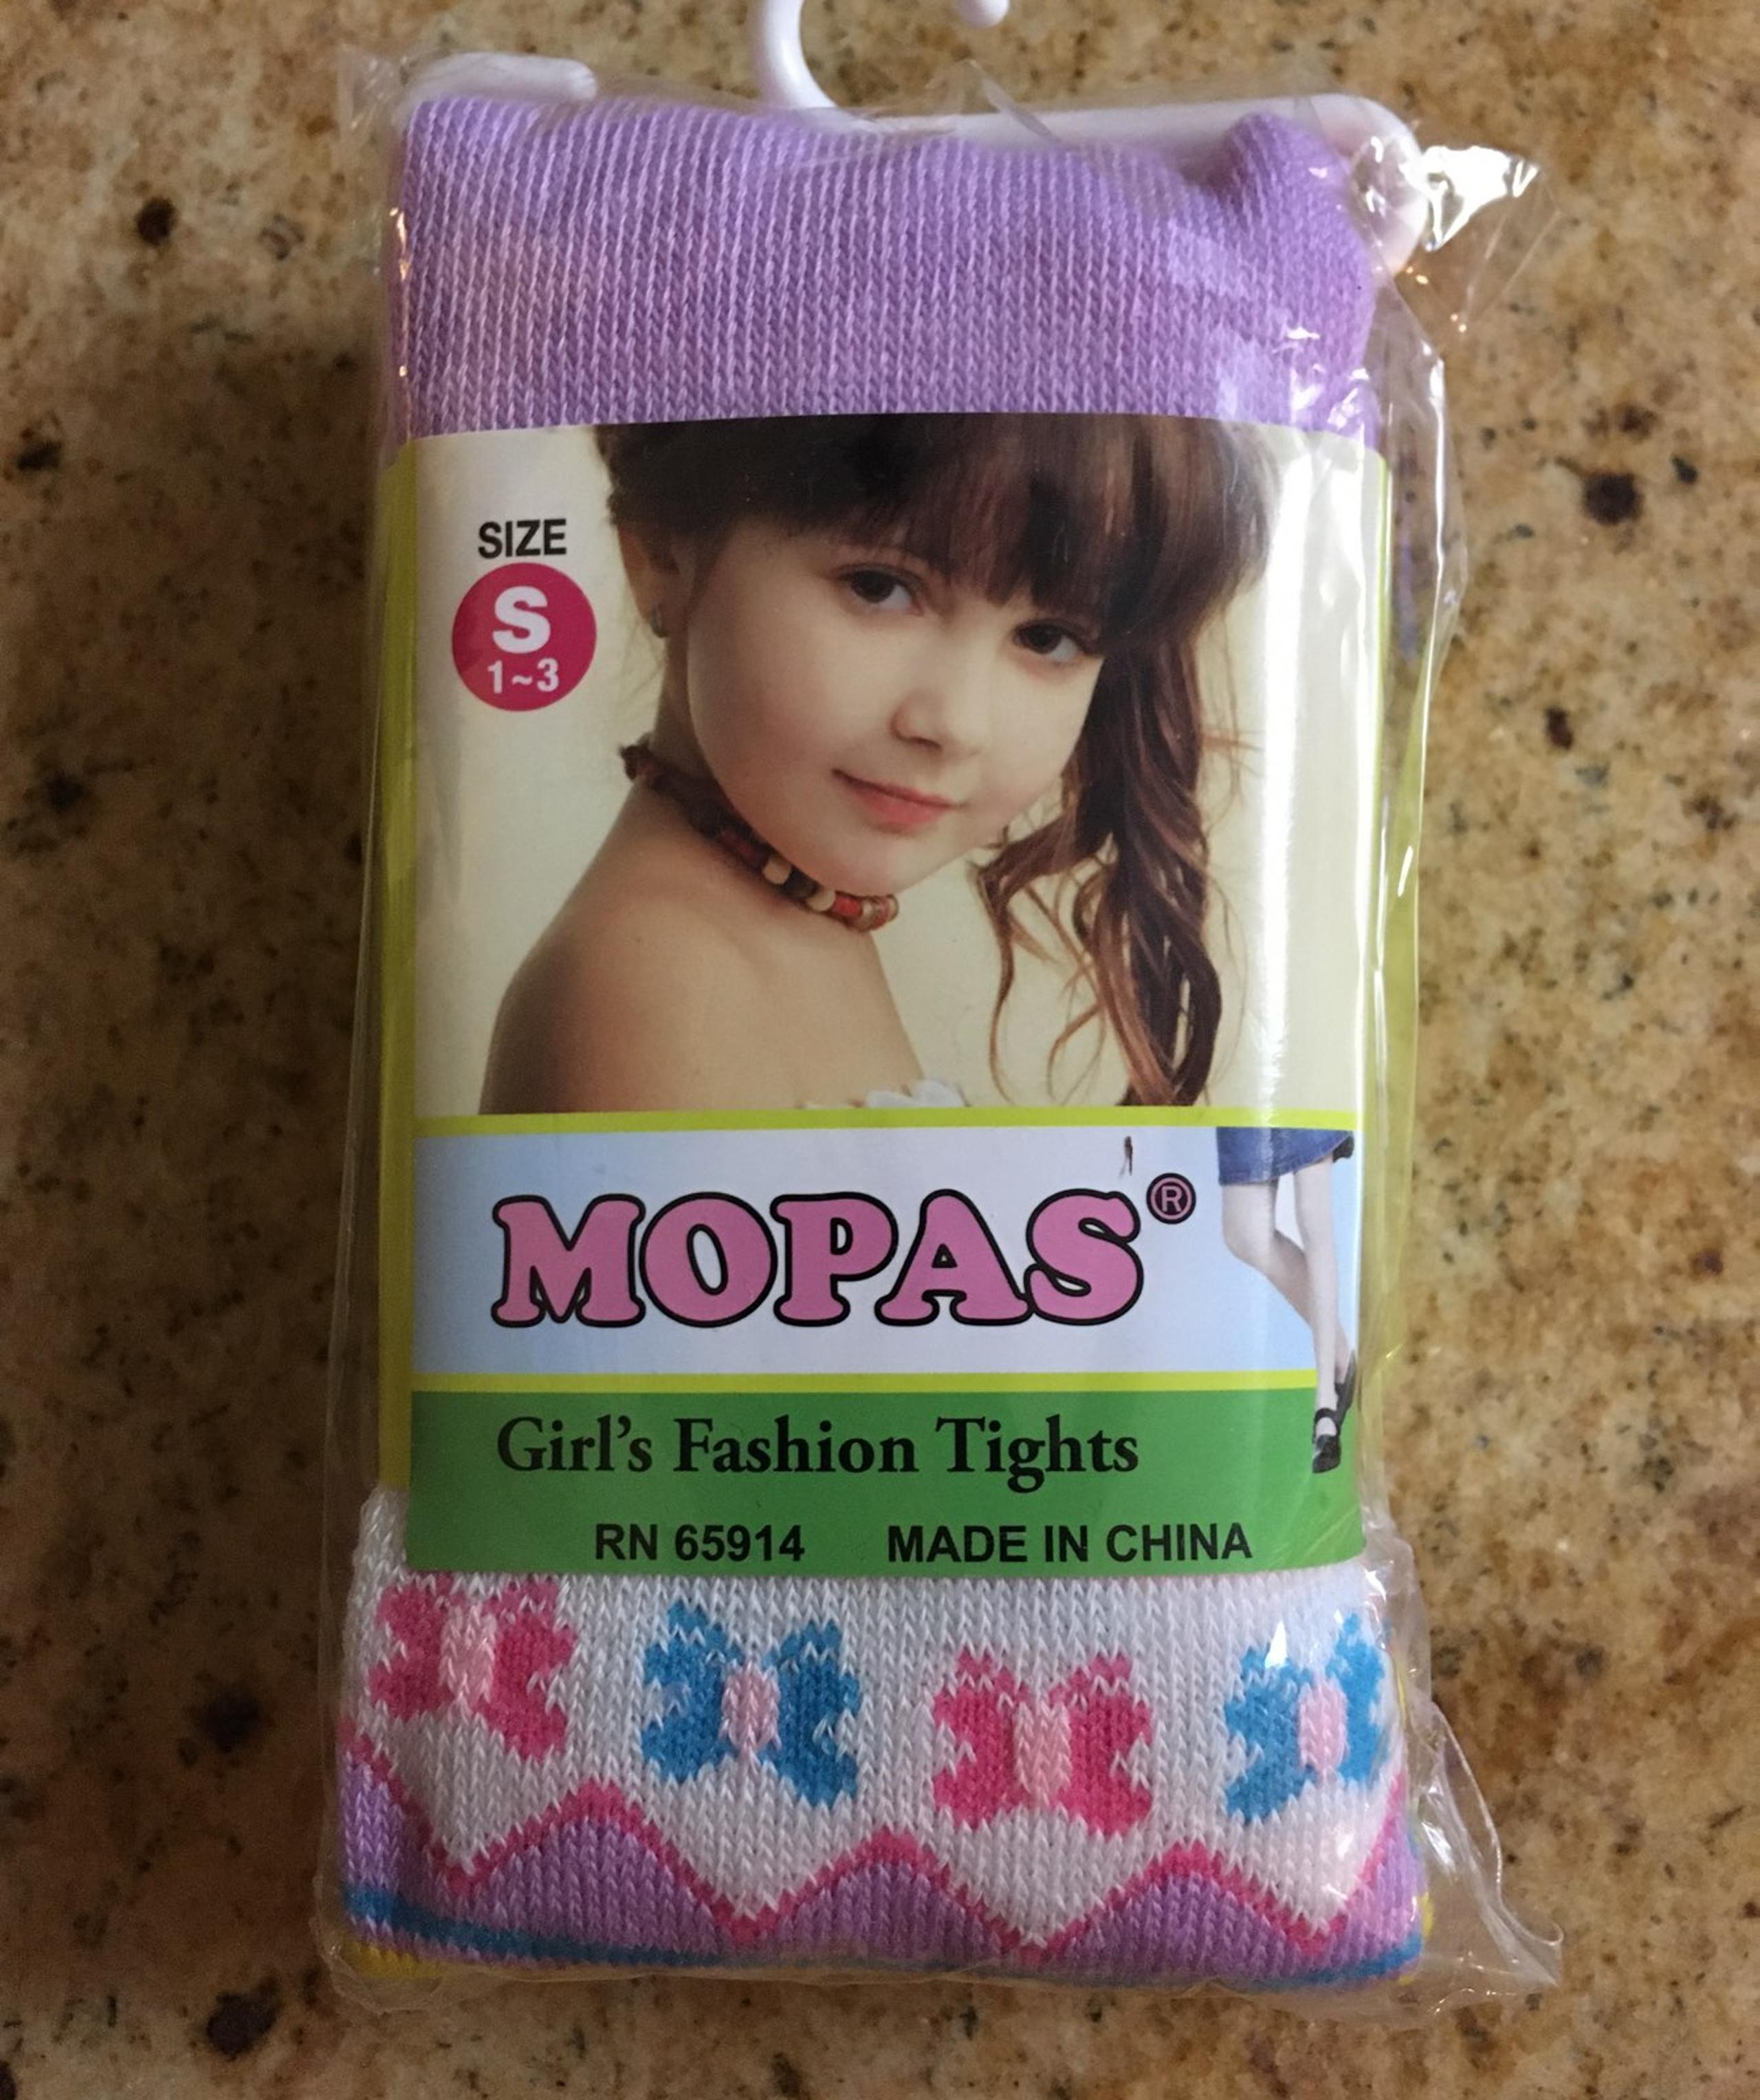 SIZE
S
1~3
MOPAS®
Girl's Fashion Tights
RN 65914 MADE IN CHINA